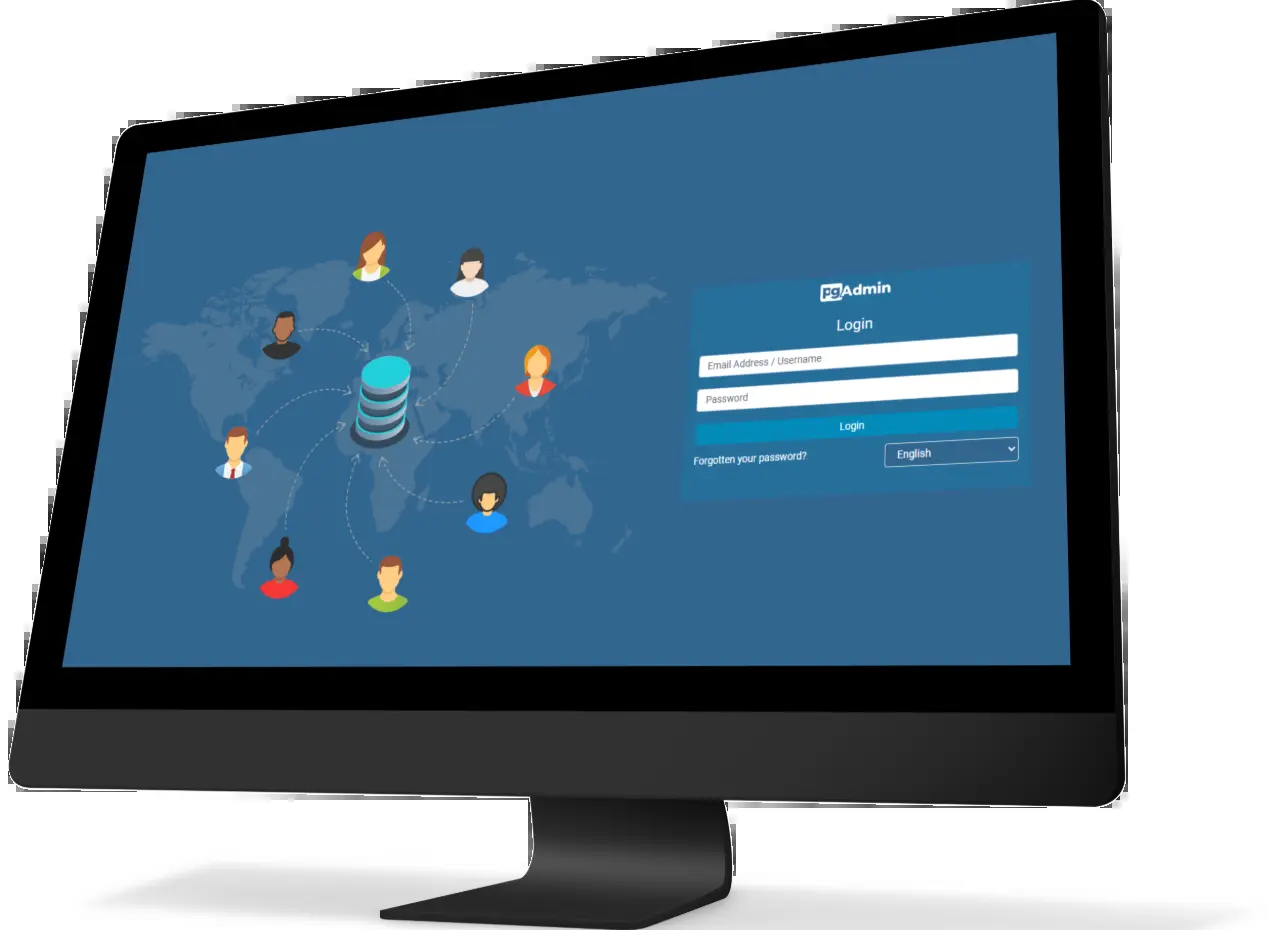 pgAdmin
Login
Email Address / Username
Password
Login
Forgotten your password?
English